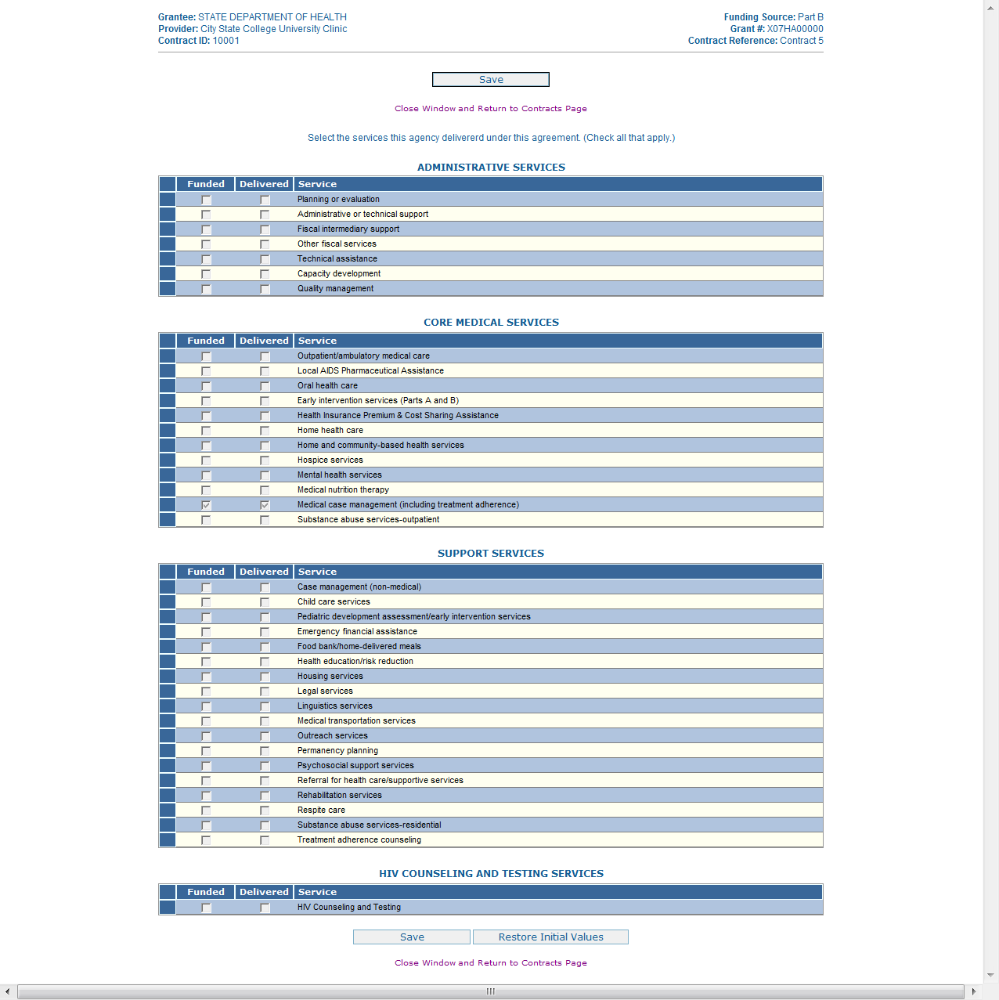 Grantee: STATE DEPARTMENT OF HEALTH Funding Source: Part B
Provider: City State College University Clinic Grant #: X07HA00000
Contract ID: 10001 Contract Reference: Contract 5
Save
Close Window and Return to Contracts Page
Select the services this agency delivererd under this agreement. (Check all that apply.)
ADMINISTRATIVE SERVICES
Funded Delivered Service
Planning or evaluation
Administrative or technical support
Fiscal intermediary support
Other fiscal services
Technical assistance
Capacity development
Quality management
CORE MEDICAL SERVICES
Funded Delivered Service
Outpatient/ambulatory medical care
Local AIDS Pharmaceutical Assistance
Oral health care
Early intervention services (Parts A and B)
Health Insurance Premium & Cost Sharing Assistance
Home health care
Home and community-based health services
Hospice services
Mental health services
Medical nutrition therapy
Medical case management (including treatment adherence)
Substance abuse services-outpatient
SUPPORT SERVICES
Funded Delivered Service
Case management (non-medical)
Child care services
Pediatric development assessment/early intervention services
Emergency financial assistance
Food bank/home-delivered meals
Health education/risk reduction
Housing services
Legal services
Linguistics services
Medical transportation services
Outreach services
Permanency planning
Psychosocial support services
Referral for health care/supportive services
Rehabilitation services
Respite care
Substance abuse services-residential
Treatment adherence counseling
HIV COUNSELING AND TESTING SERVICES
Funded Delivered Service
HIV Counseling and Testing
Save Restore Initial Values
Close Window and Return to Contracts Page